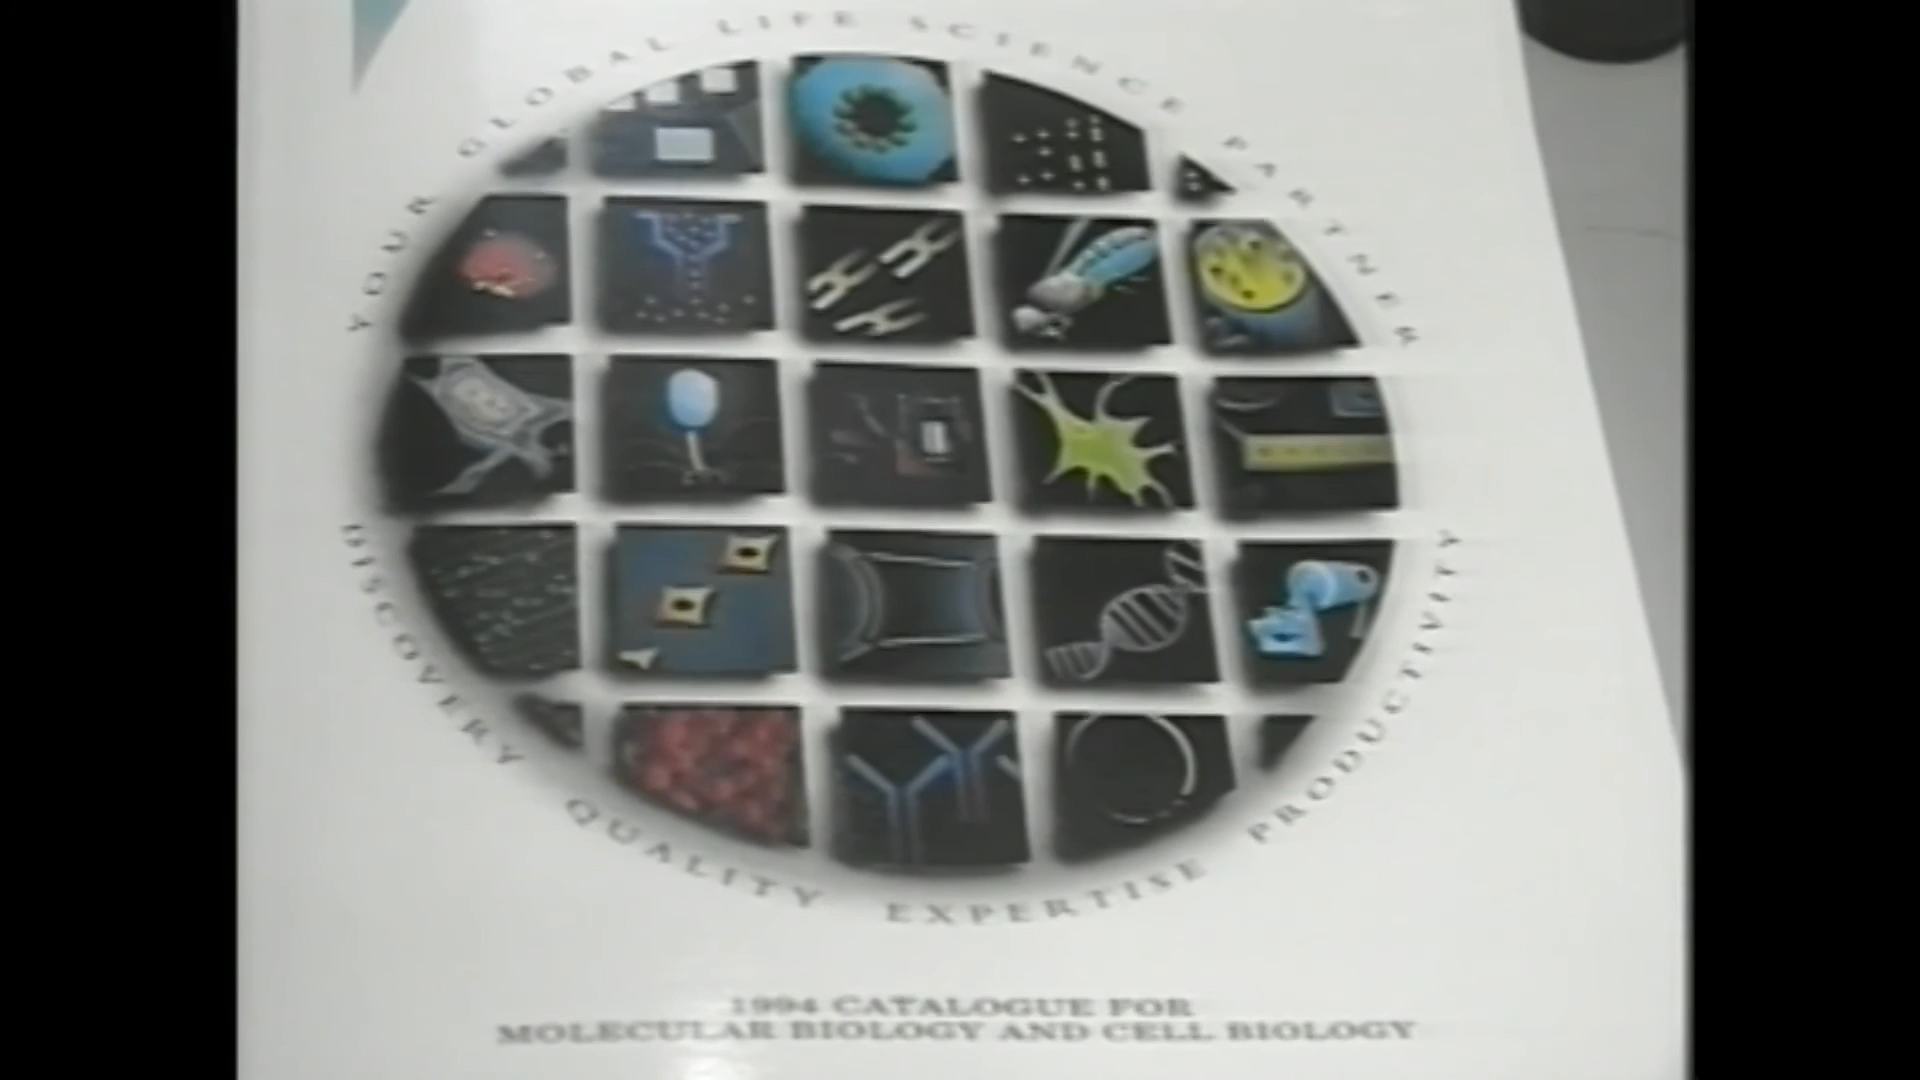 YOUR GLOBAL LIFE SCIENCE PARTNER
DISCOVERY QUALITY EXPERTISE PRODUCTIVITY
1994 CATALOGUE FOR
MOLECULAR BIOLOGY AND CELL BIOLOGY